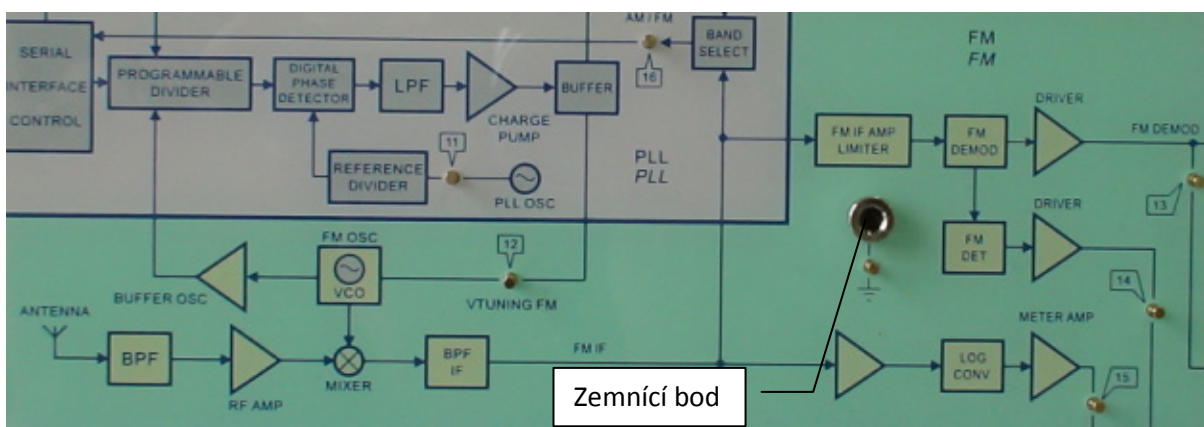 AM / FM
BAND
SELECT
16
SERIAL
INTERFACE
CONTROL
PROGRAMMABLE
DIVIDER
DIGITAL
PHASE
DETECTOR
LPF
CHARGE
PUMP
BUFFER
11
REFERENCE
DIVIDER
PLL OSC
PLL
PLL
FM
FM
FM IF AMP
LIMITER
FM
DEMOD
DRIVER
FM DEMOD
13
FM
DET
DRIVER
14
FM OSC
VCO
12
VTUNING FM
BUFFER OSC
ANTENNA
BPF
RF AMP
MIXER
BPF
IF
FM IF
Zemnící bod
LOG
CONV
METER AMP
15